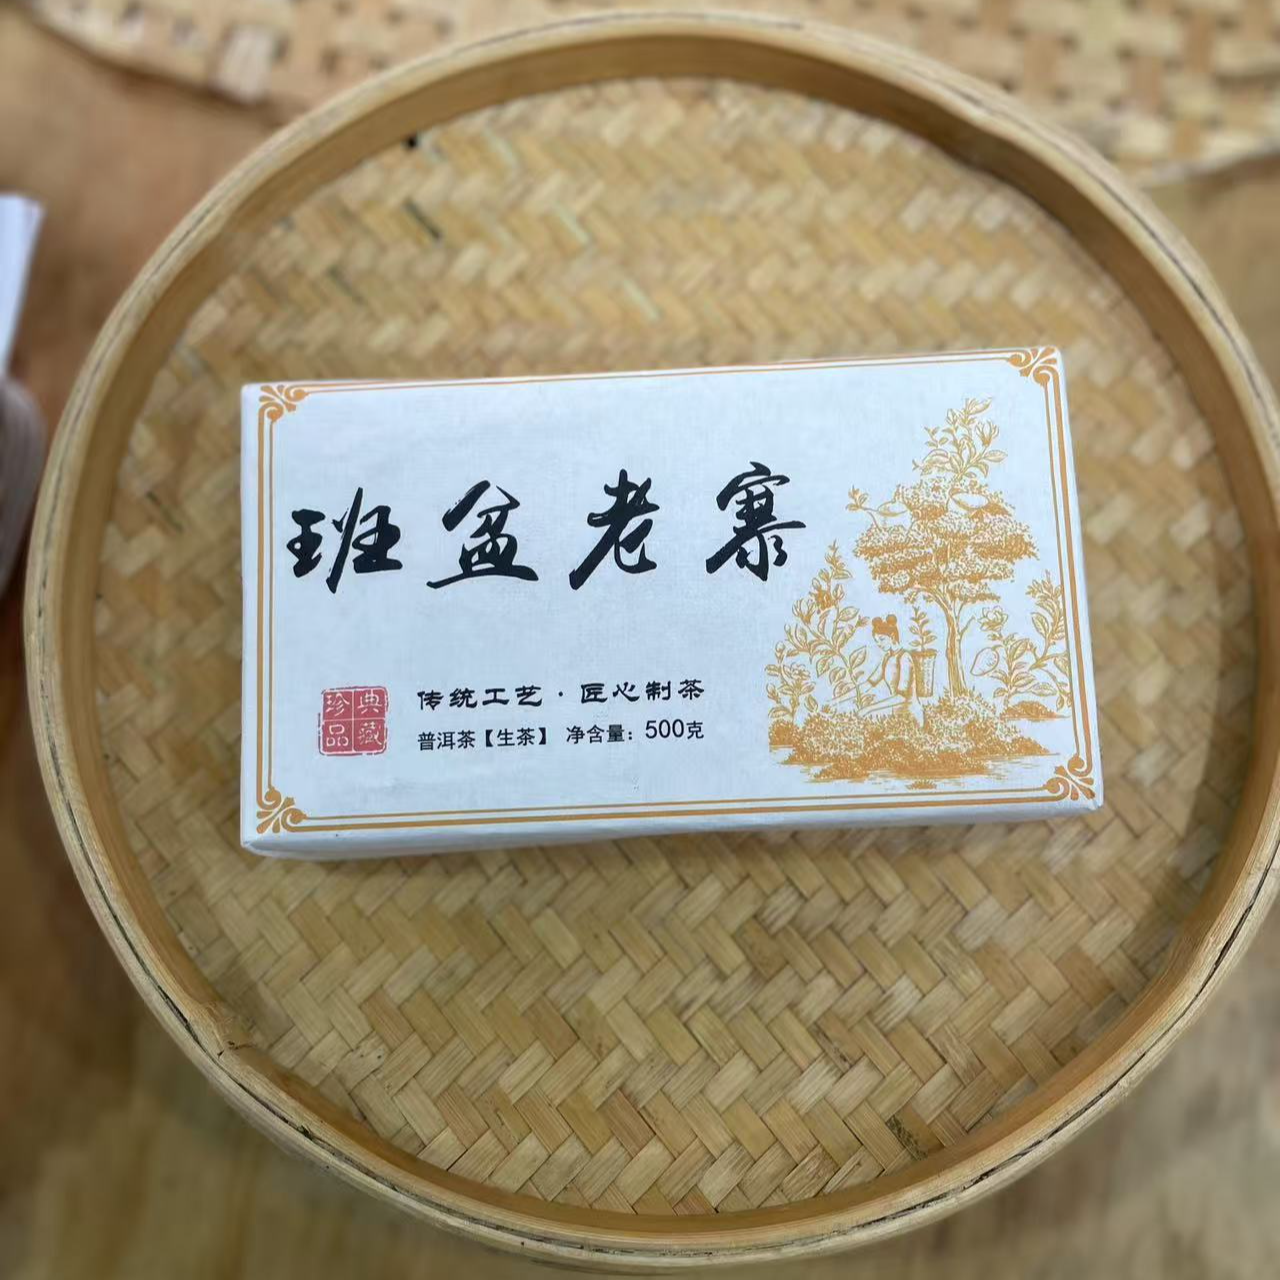 班盆老寨
珍典
品藏
传统工艺·匠心制茶
普洱茶【生茶】 净含量：500克